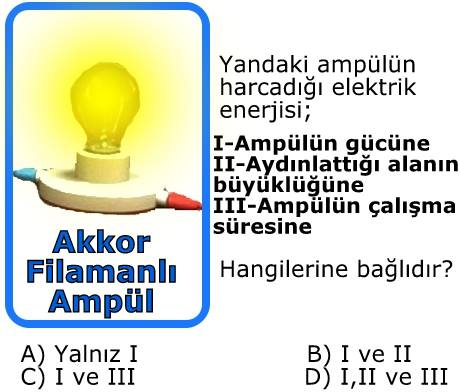 Akkor
Filamanlı
Ampül
Yandaki ampülün
harcadığı elektrik
enerjisi;
I-Ampülün gücüne
II-Aydınlattığı alanın
büyüklüğüne
III-Ampülün çalışma
süresine
Hangilerine bağlıdır?
A) Yalnız I
B) I ve II
C) I ve III
D) I,II ve III